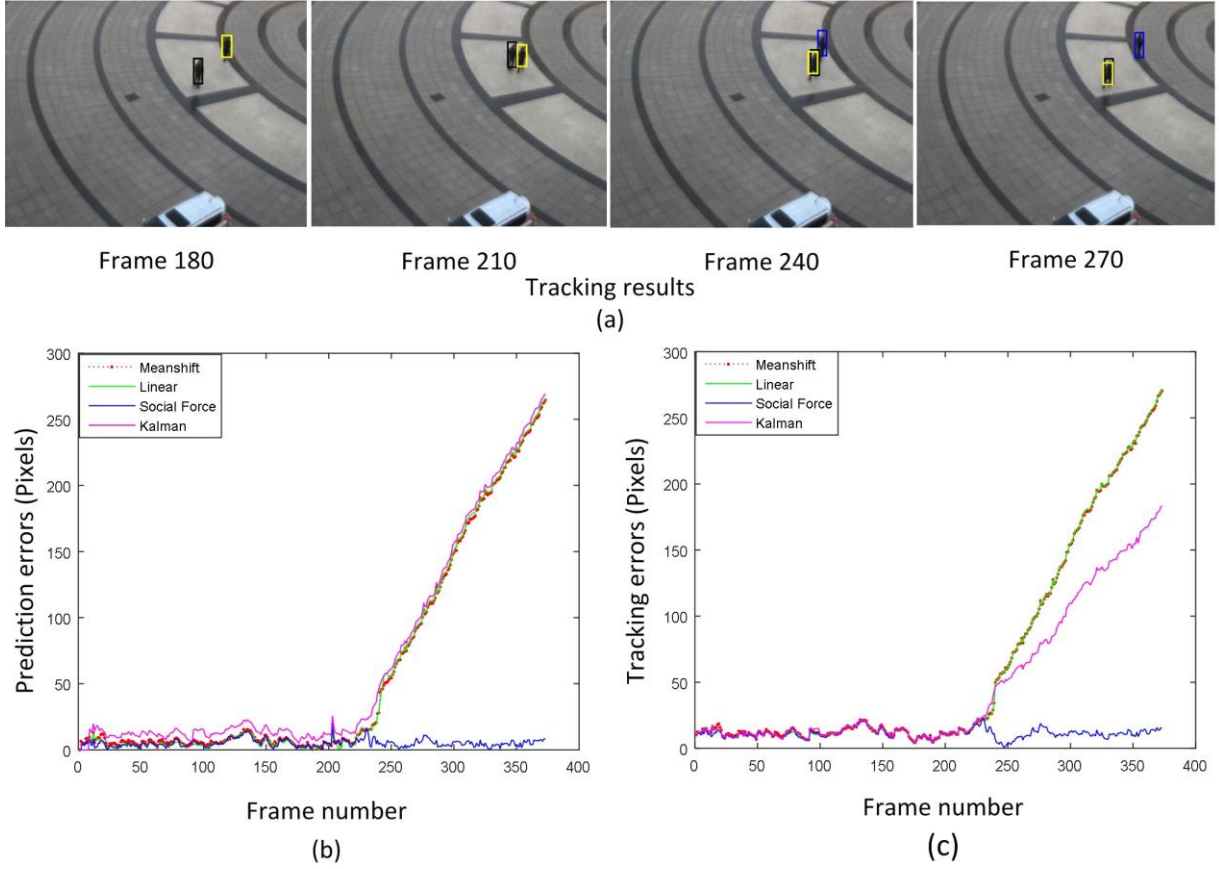 Frame 180
Frame 210
Frame 240
Frame 270
Tracking results
(a)
Prediction errors (Pixels)
300
250
200
150
100
50
0
Meanshift
Linear
Social Force
Kalman
0 50 100 150 200 250 300 350 400
Frame number
(b)
Tracking errors (Pixels)
300
250
200
150
100
50
0
Meanshift
Linear
Social Force
Kalman
0 50 100 150 200 250 300 350 400
Frame number
(c)